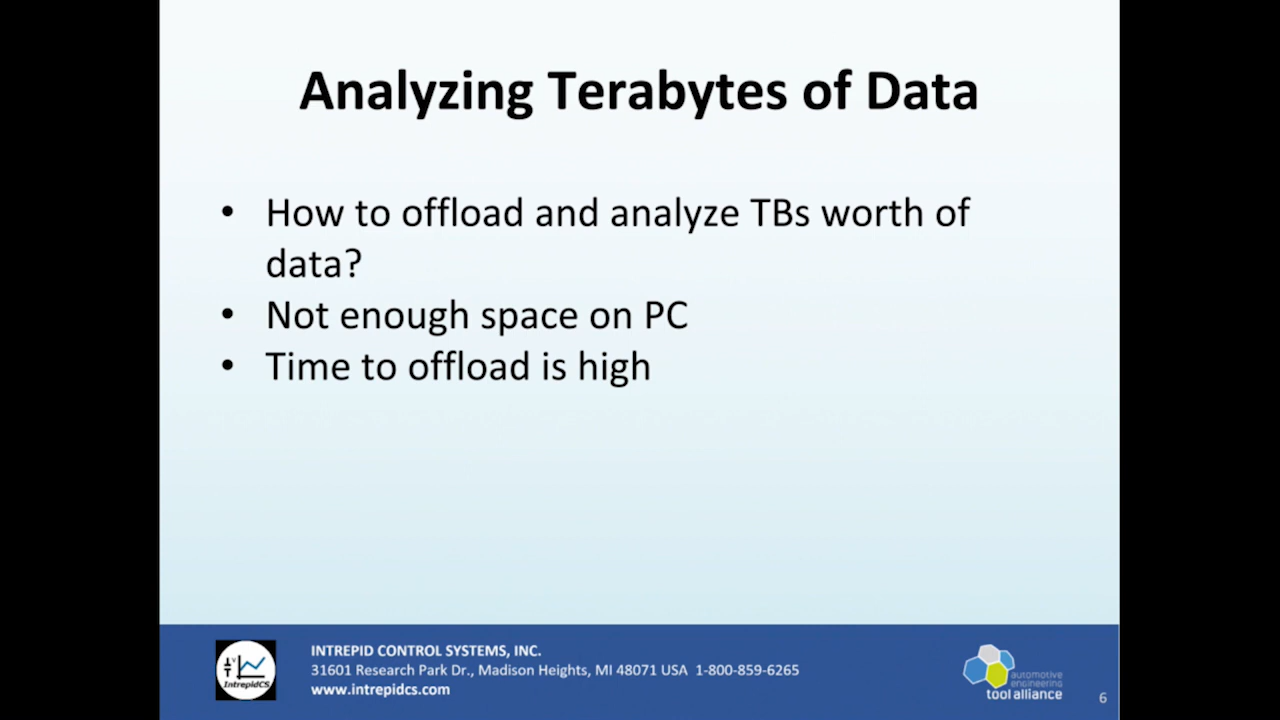 Analyzing Terabytes of Data
• How to offload and analyze TBs worth of
data?
• Not enough space on PC
• Time to offload is high
IntrepidCS
INTREPID CONTROL SYSTEMS, INC.
31601 Research Park Dr., Madison Heights, MI 48071 USA 1-800-859-6265
www.intrepidcs.com
automotive
engineering
tool alliance
6